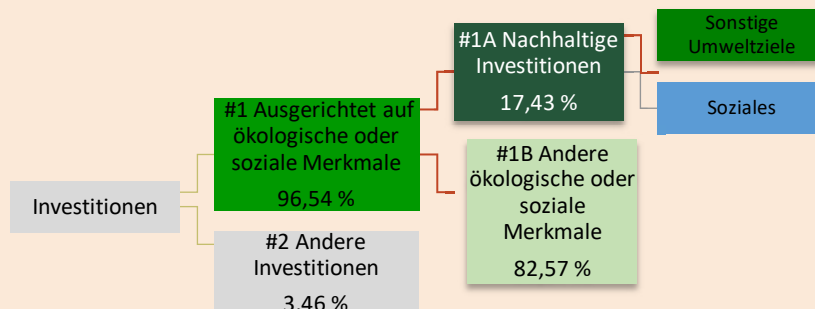 Investitionen
#1 Ausgerichtet auf
ökologische oder
soziale Merkmale
96,54 %
#2 Andere
Investitionen
3,46 %
#1A Nachhaltige
Investitionen
17,43 %
#1B Andere
ökologische oder
soziale
Merkmale
82,57 %
Sonstige
Umweltziele
Soziales